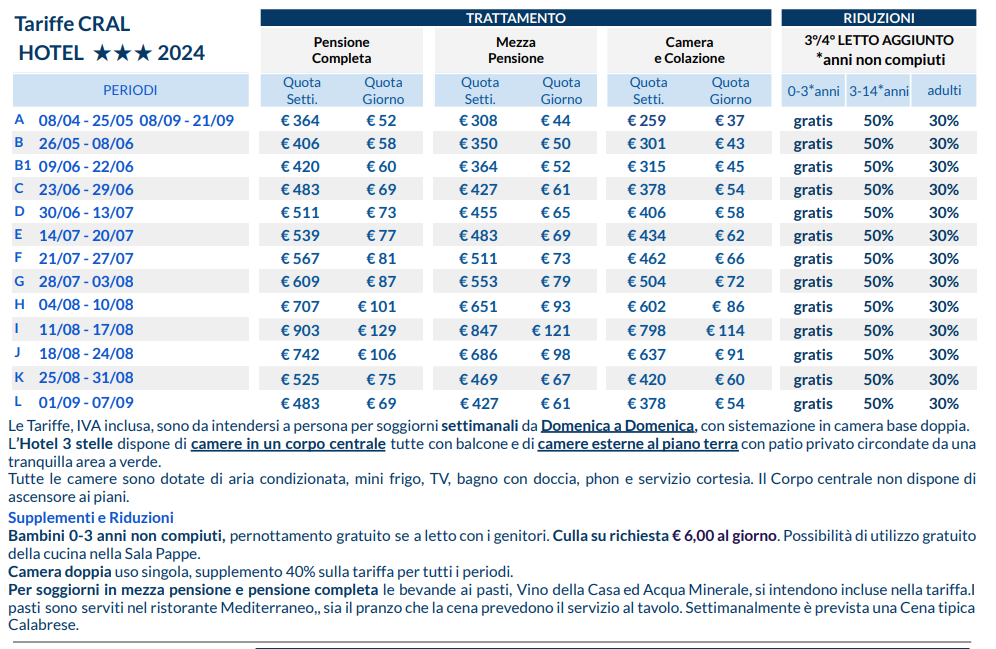 Tariffe CRAL
HOTEL ★★★ 2024
TRATTAMENTO
RIDUZIONI
Pensione Completa
Mezza Pensione
Camera e Colazione
3°/4° LETTO AGGIUNTO
*anni non compiuti
PERIODI
Quota Setti. Quota Giorno Quota Setti. Quota Giorno Quota Setti. Quota Giorno 0-3*anni 3-14*anni adulti
A 08/04 - 25/05 08/09 - 21/09 € 364 € 52 € 308 € 44 € 259 € 37 gratis 50% 30%
B 26/05 - 08/06 € 406 € 58 € 350 € 50 € 301 € 43 gratis 50% 30%
B1 09/06 - 22/06 € 420 € 60 € 364 € 52 € 315 € 45 gratis 50% 30%
C 23/06 - 29/06 € 483 € 69 € 427 € 61 € 378 € 54 gratis 50% 30%
D 30/06 - 13/07 € 511 € 73 € 455 € 65 € 406 € 58 gratis 50% 30%
E 14/07 - 20/07 € 539 € 77 € 483 € 69 € 434 € 62 gratis 50% 30%
F 21/07 - 27/07 € 567 € 81 € 511 € 73 € 462 € 66 gratis 50% 30%
G 28/07 - 03/08 € 609 € 87 € 553 € 79 € 504 € 72 gratis 50% 30%
H 04/08 - 10/08 € 707 € 101 € 651 € 93 € 602 € 86 gratis 50% 30%
I 11/08 - 17/08 € 903 € 129 € 847 € 121 € 798 € 114 gratis 50% 30%
J 18/08 - 24/08 € 742 € 106 € 686 € 98 € 637 € 91 gratis 50% 30%
K 25/08 - 31/08 € 525 € 75 € 469 € 67 € 420 € 60 gratis 50% 30%
L 01/09 - 07/09 € 483 € 69 € 427 € 61 € 378 € 54 gratis 50% 30%
Le Tariffe, IVA inclusa, sono da intendersi a persona per soggiorni settimanali da Domenica a Domenica, con sistemazione in camera base doppia.
L'Hotel 3 stelle dispone di camere in un corpo centrale tutte con balcone e di camere esterne al piano terra con patio privato circondate da una
tranquilla area a verde.
Tutte le camere sono dotate di aria condizionata, mini frigo, TV, bagno con doccia, phon e servizio cortesia. Il Corpo centrale non dispone di
ascensore ai piani.
Supplementi e Riduzioni
Bambini 0-3 anni non compiuti, pernottamento gratuito se a letto con i genitori. Culla su richiesta € 6,00 al giorno. Possibilità di utilizzo gratuito
della cucina nella Sala Pappe.
Camera doppia uso singola, supplemento 40% sulla tariffa per tutti i periodi.
Per soggiorni in mezza pensione e pensione completa le bevande ai pasti, Vino della Casa ed Acqua Minerale, si intendono incluse nella tariffa.I
pasti sono serviti nel ristorante Mediterraneo,, sia il pranzo che la cena prevedono il servizio al tavolo. Settimanalmente è prevista una Cena tipica
Calabrese.